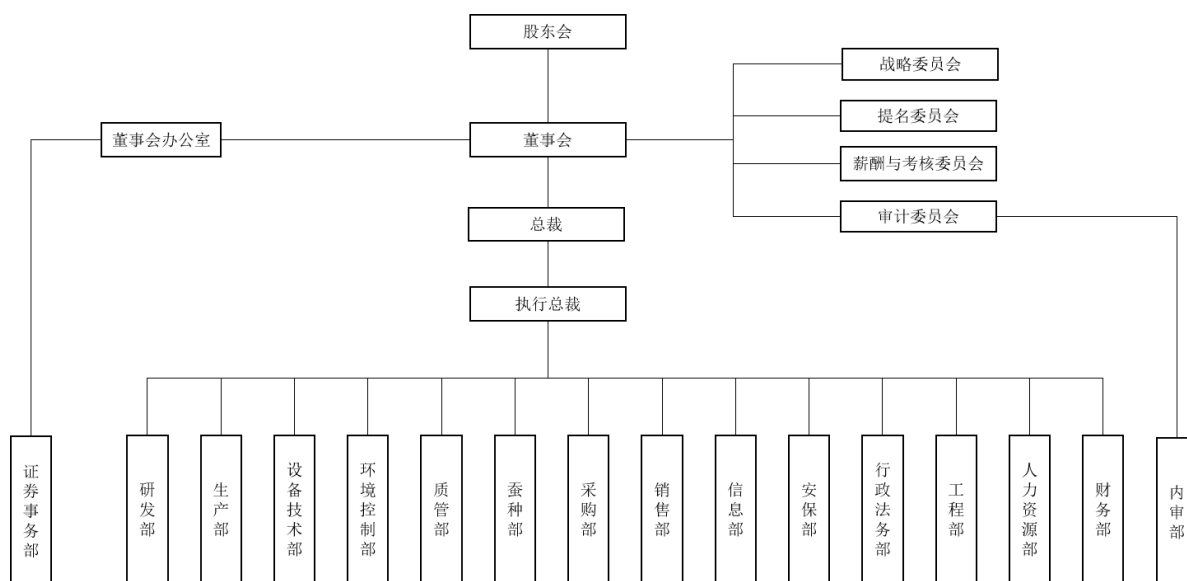 股东会
战略委员会
提名委员会
董事会办公室
董事会
薪酬与考核委员会
审计委员会
总裁
执行总裁
证券事务部
研发部
生产部
设备技术部
环境控制部
质管部
蚕种部
采购部
销售部
信息部
安保部
行政法务部
工程部
人力资源部
财务部
内审部